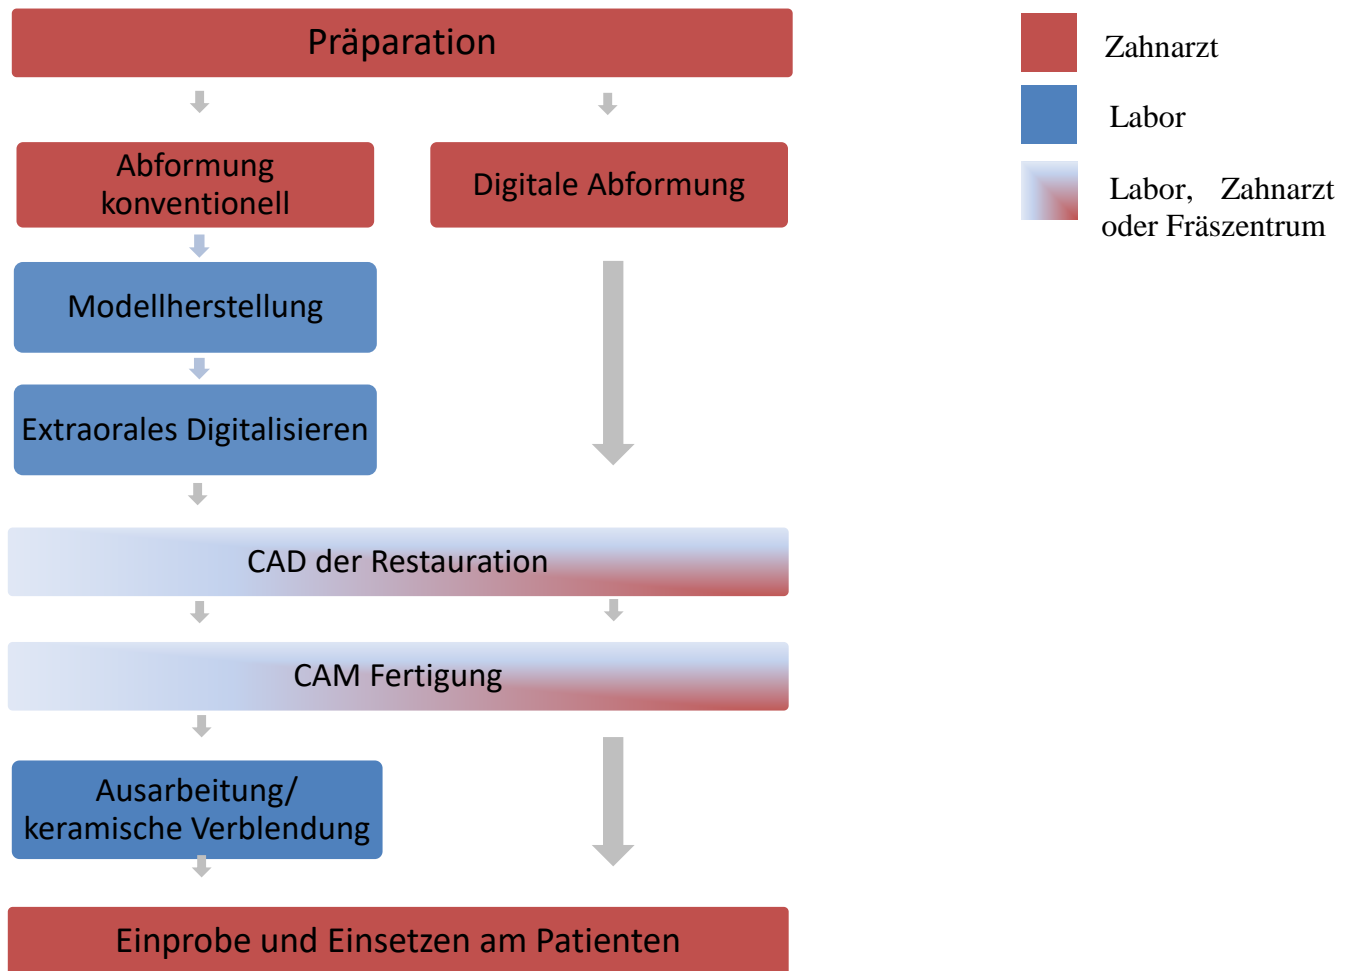 Präparation
Abformung
konventionell
Digitale Abformung
Modellherstellung
Extraorales Digitalisieren
CAD der Restauration
CAM Fertigung
Ausarbeitung/
keramische Verblendung
Einprobe und Einsetzen am Patienten
Zahnarzt
Labor
Labor, Zahnarzt
oder Fräszentrum